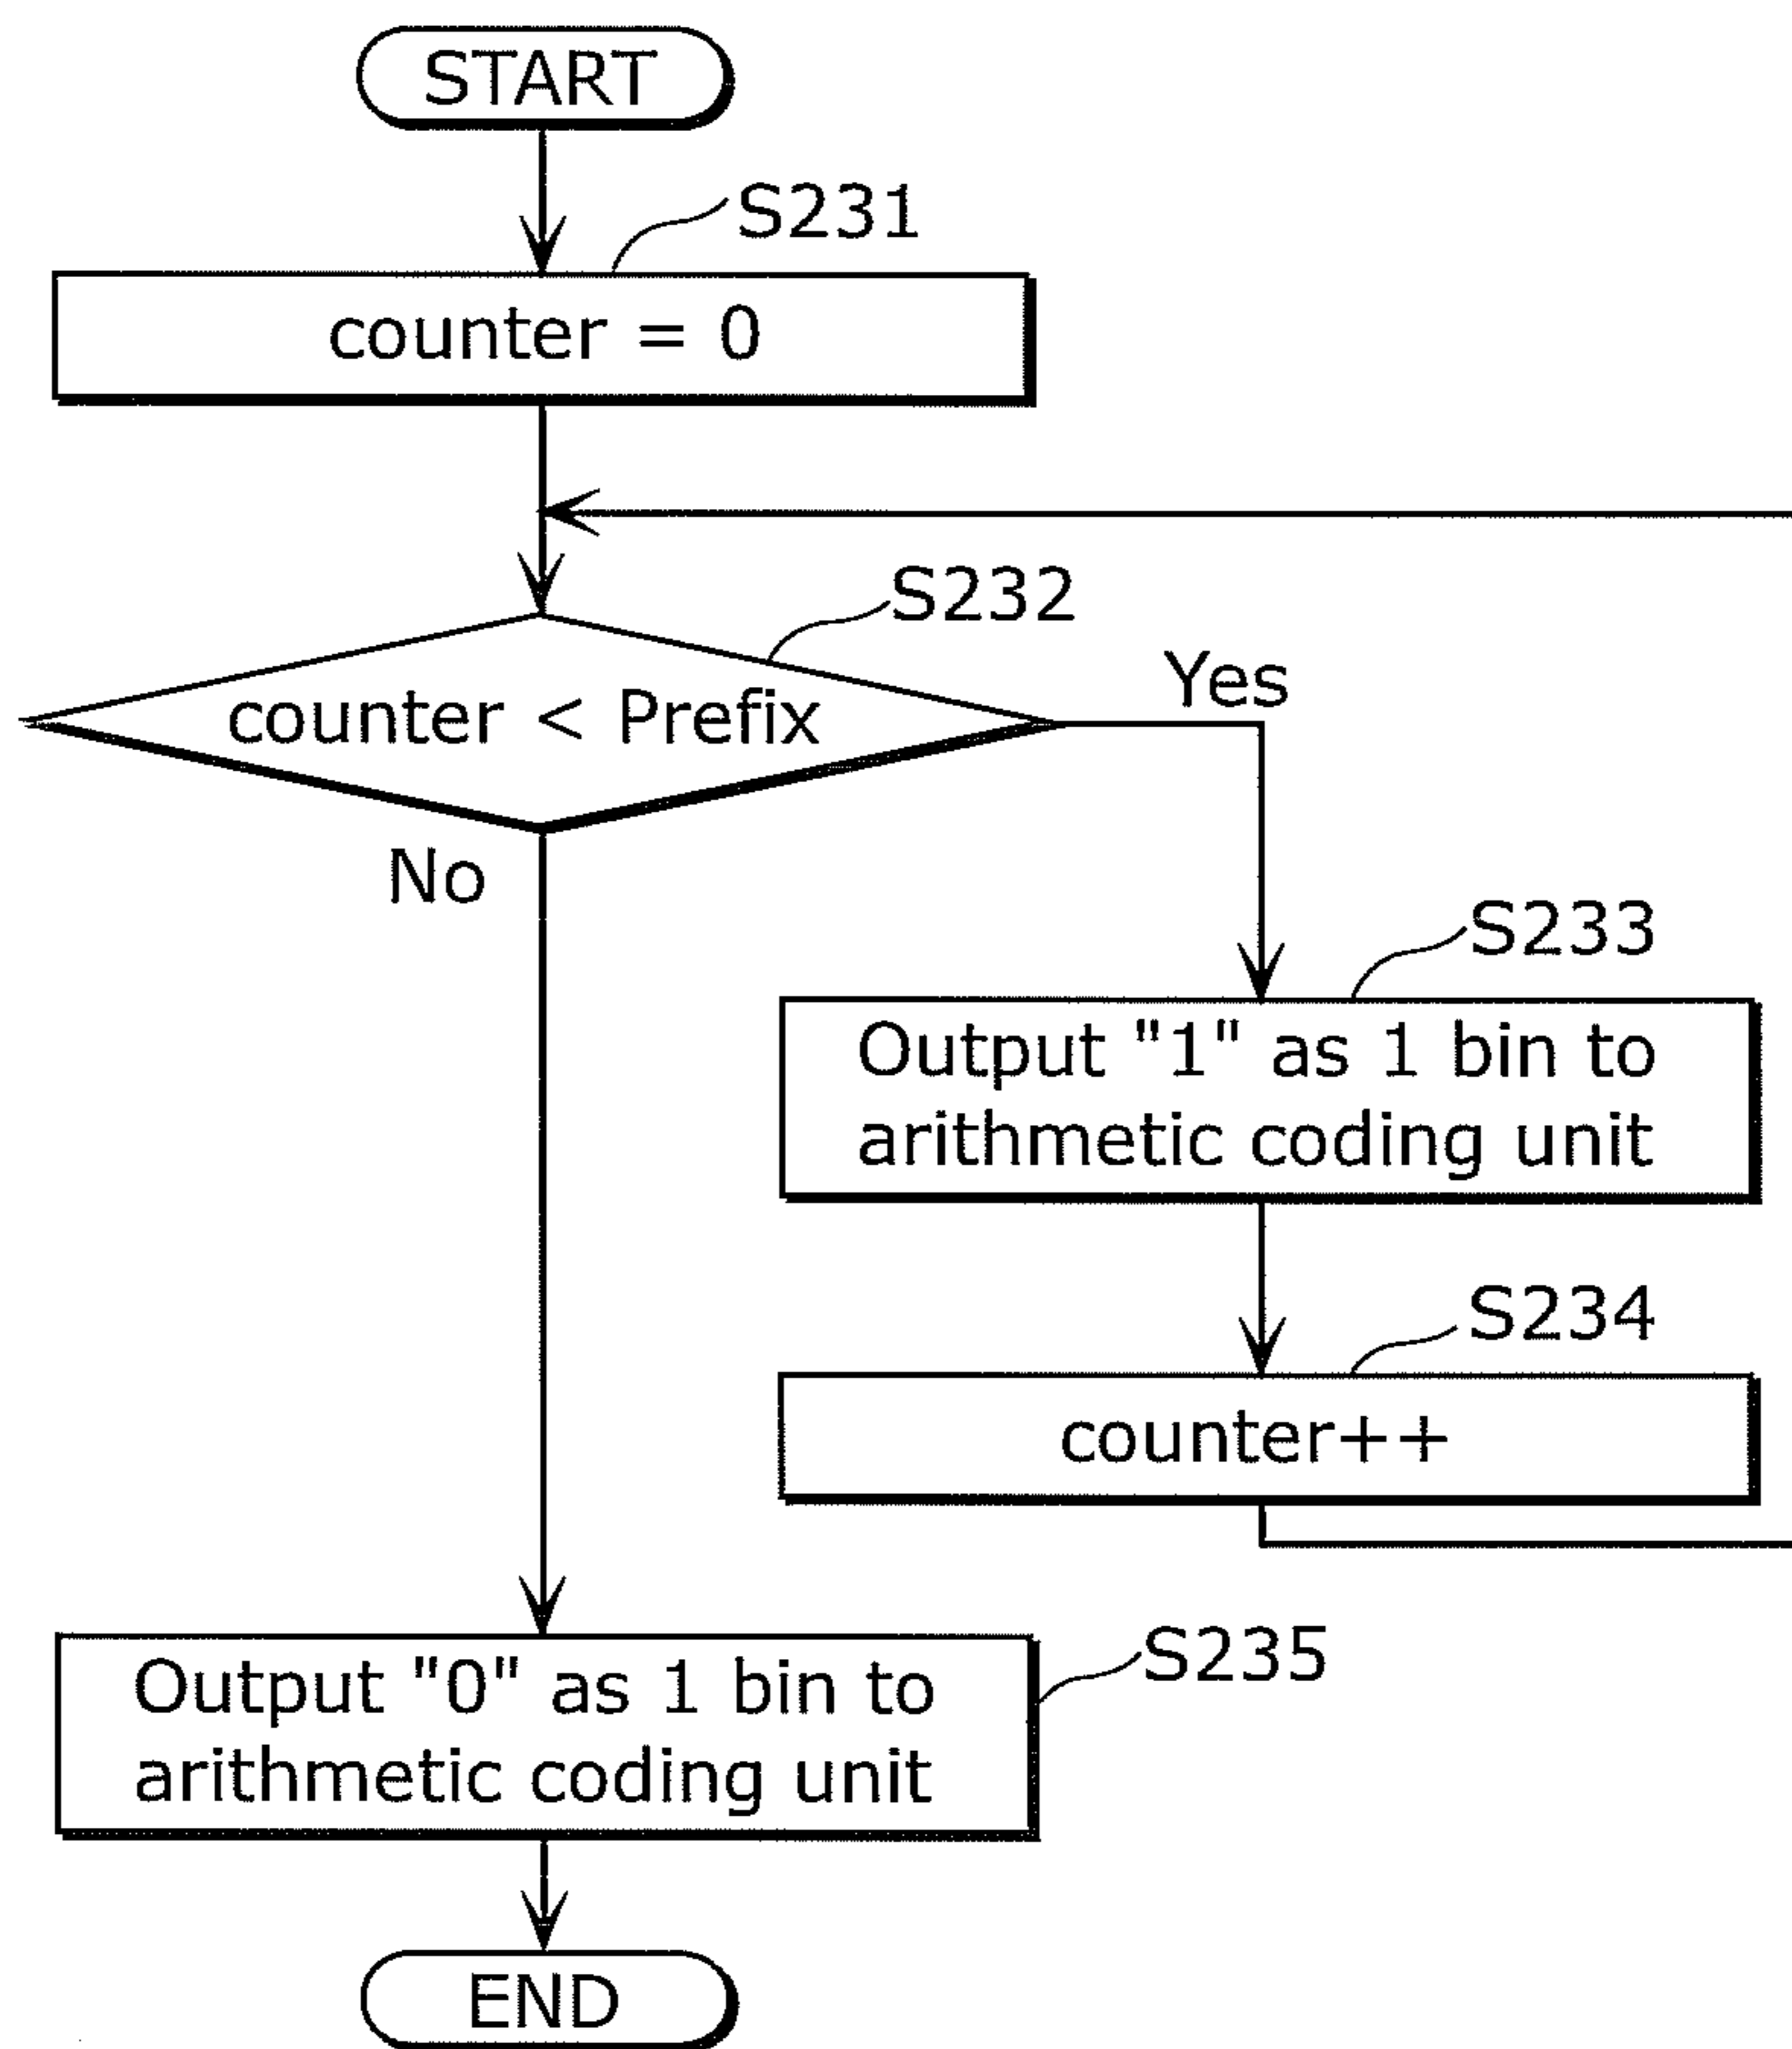 START
S231
counter = 0
S232
counter < Prefix
Yes
No
S233
Output "1" as 1 bin to
arithmetic coding unit
S234
counter++
S235
Output "0" as 1 bin to
arithmetic coding unit
END